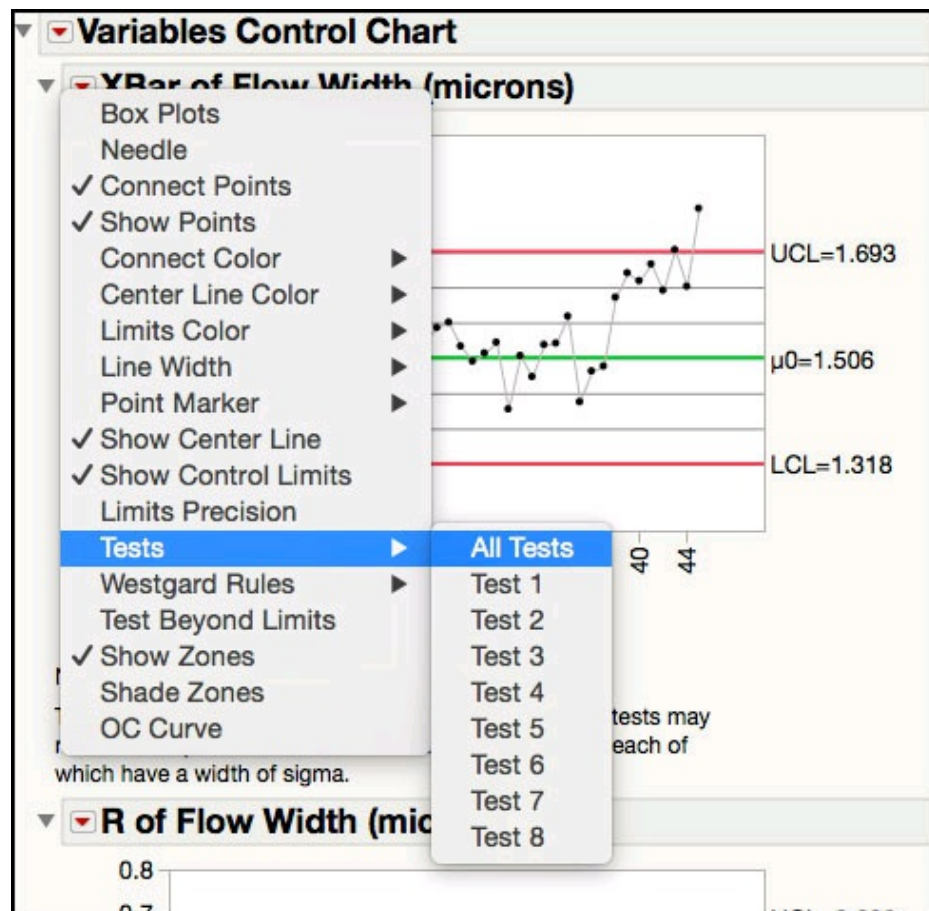 Variables Control Chart
XBar of Flow Width (microns)
Box Plots
Needle
✓ Connect Points
✓ Show Points
Connect Color
Center Line Color
Limits Color
Line Width
Point Marker
✓ Show Center Line
✓ Show Control Limits
Limits Precision
Tests
Westgard Rules
Test Beyond Limits
✓ Show Zones
Shade Zones
OC Curve
All Tests
Test 1
Test 2
Test 3
Test 4
Test 5
Test 6
Test 7
Test 8
UCL=1.693
µ0=1.506
LCL=1.318
40
44
tests may
each of
which have a width of sigma.
R of Flow Width (mic
0.8
0.7